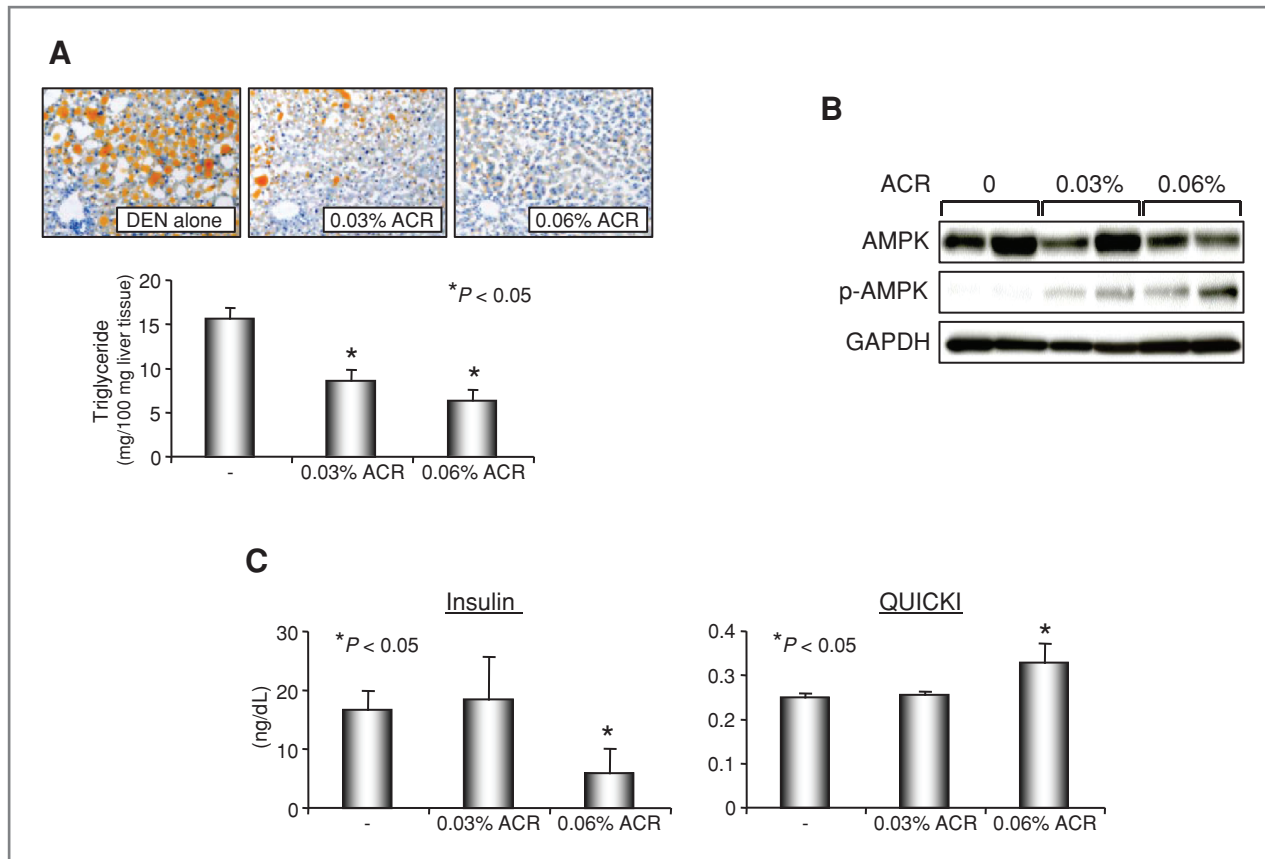 A
DEN alone
0.03% ACR
0.06% ACR
20
15
10
5
0
Triglyceride
(mg/100 mg liver tissue)
*P < 0.05
*
*
-
0.03% ACR
0.06% ACR
B
ACR 0 0.03% 0.06%
AMPK
p-AMPK
GAPDH
C
Insulin
30
20
10
0
(ng/dL)
*P < 0.05
*
-
0.03% ACR
0.06% ACR
QUICKI
0.4
0.3
0.2
0.1
0
*P < 0.05
*
-
0.03% ACR
0.06% ACR